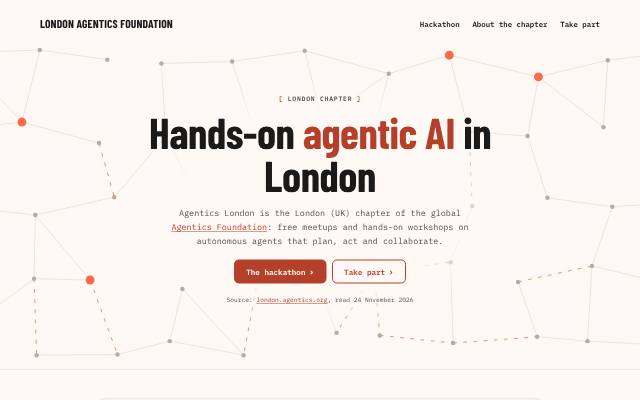 LONDON AGENTICS FOUNDATION
Hackathon About the chapter Take part
[ LONDON CHAPTER ]
Hands-on agentic AI in
London
Agentics London is the London (UK) chapter of the global
Agentics Foundation: free meetups and hands-on workshops on
autonomous agents that plan, act and collaborate.
The hackathon › Take part ›
Source: london.agentics.org, read 24 November 2026